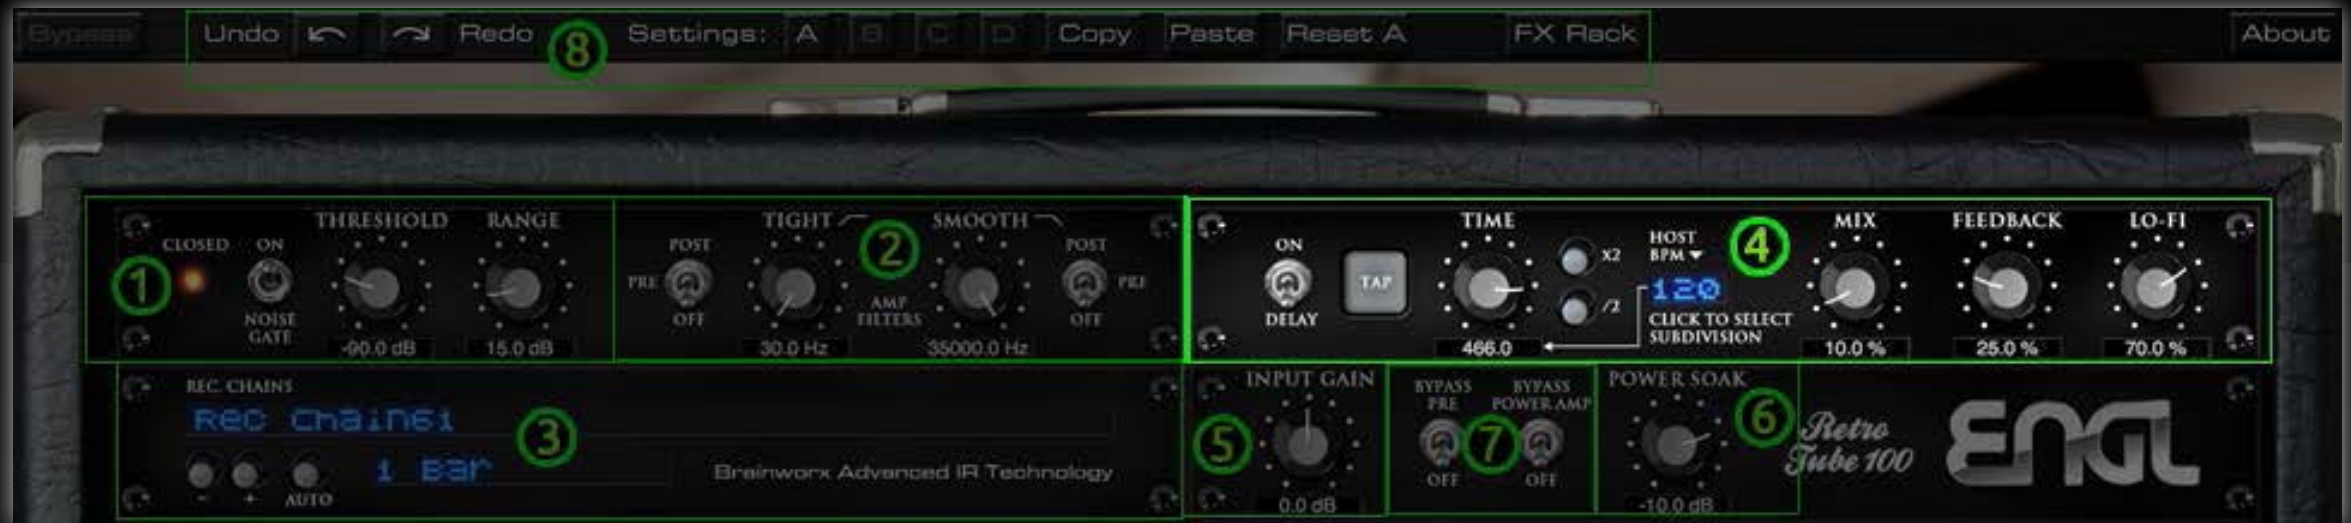 Bypass Undo Redo Settings: A B C D Copy Paste Reset A FX Rack About
8
THRESHOLD RANGE
CLOSED ON
NOISE
GATE
-90.0 dB 15.0 dB
1
TIGHT SMOOTH
POST POST
PRE PRE
OFF OFF
AMP
FILTERS
30.0 Hz 35000.0 Hz
2
TIME MIX FEEDBACK LO-FI
ON
DELAY
TAP
X2
/2
HOST
BPM
120
CLICK TO SELECT
SUBDIVISION
466.0 10.0 % 25.0 % 70.0 %
4
REC. CHAINS
Rec Chain61
1 Bar
- + AUTO
Brainworx Advanced IR Technology
3
INPUT GAIN
0.0 dB
5
BYPASS BYPASS
PRE POWER AMP
OFF OFF
7
POWER SOAK
-10.0 dB
6
Retro
Tube 100
ENGL